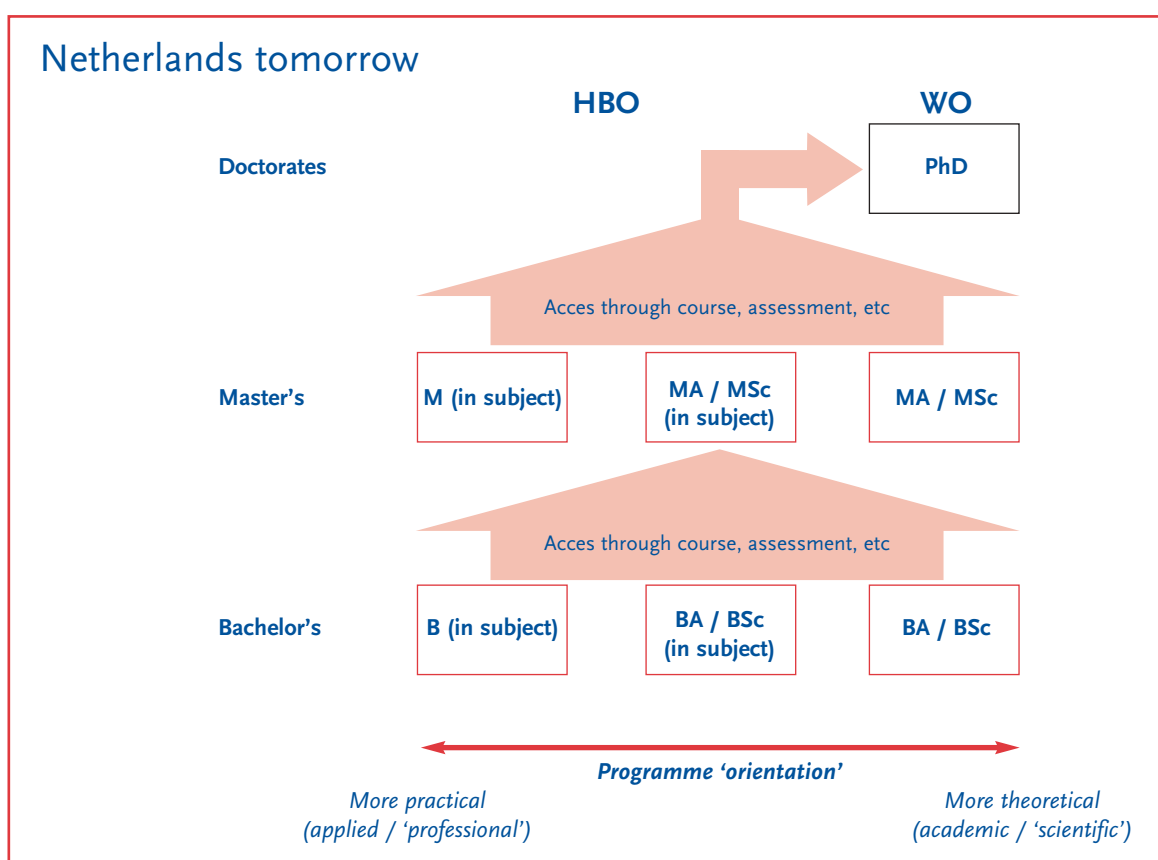 Netherlands tomorrow
HBO
WO
Doctorates
PhD
Acces through course, assessment, etc
Master's
M (in subject)
MA / MSc
(in subject)
MA / MSc
Acces through course, assessment, etc
Bachelor's
B (in subject)
BA / BSc
(in subject)
BA / BSc
Programme ‘orientation’
More practical
(applied / ‘professional’)
More theoretical
(academic / ‘scientific’)